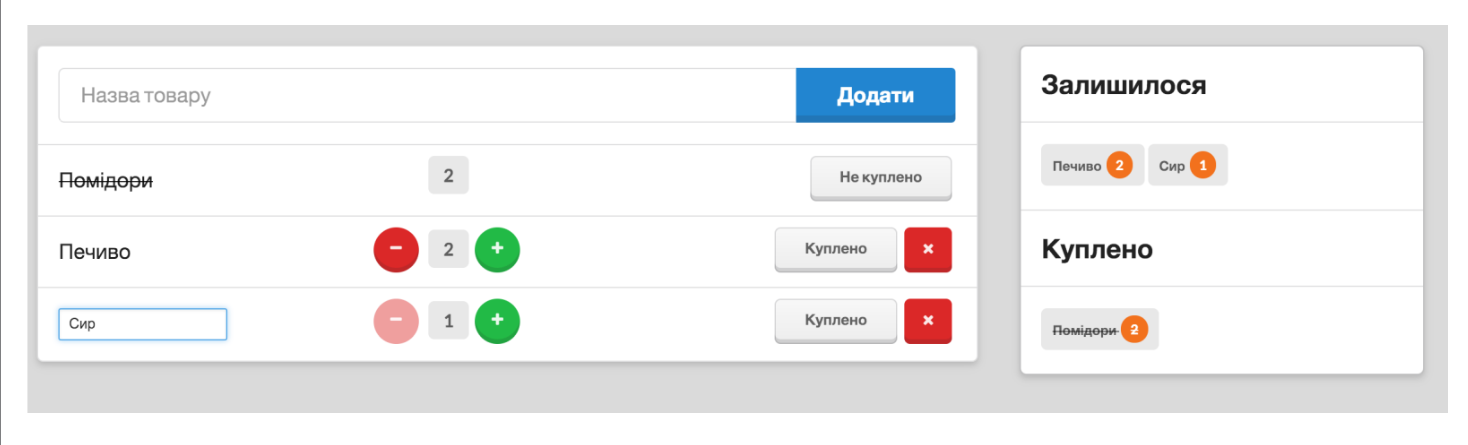 Назва товару Додати
Помідори 2 Не куплено
Печиво − 2 + Куплено ×
Сир − 1 + Куплено ×
Залишилося
Печиво 2 Сир 1
Куплено
Помідори 2